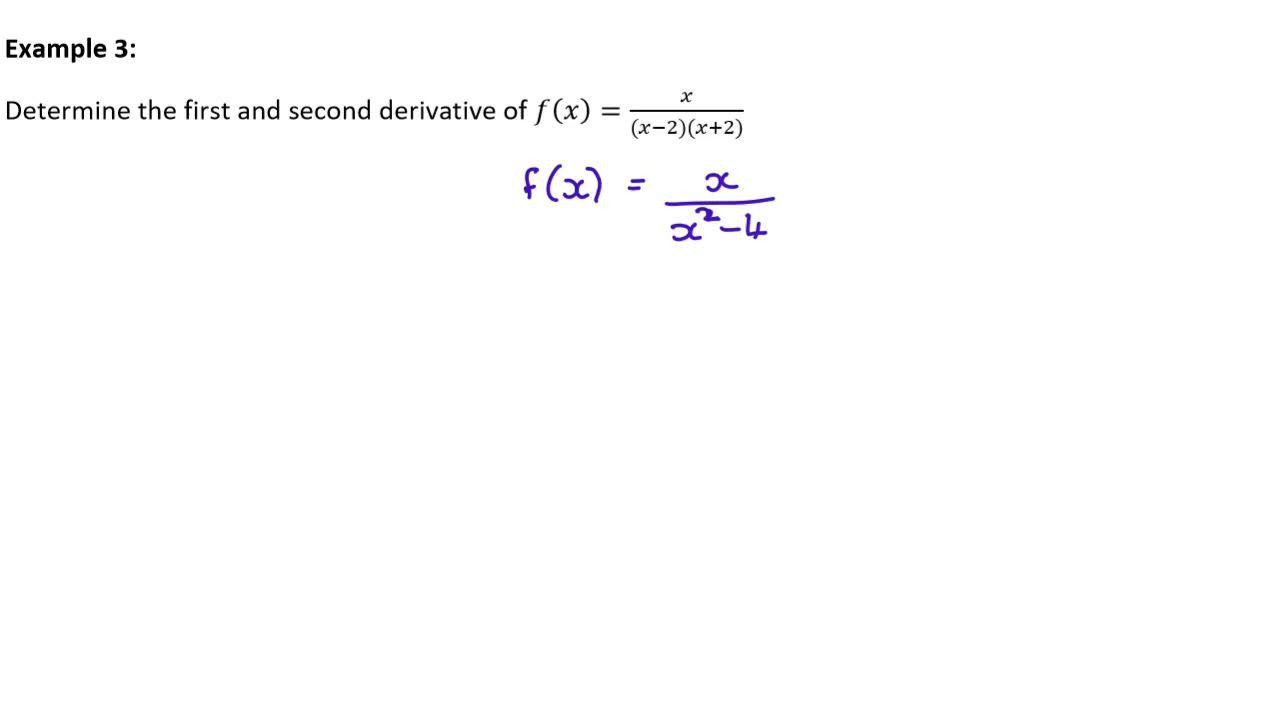 Example 3:
Determine the first and second derivative of f(x) = x/((x−2)(x+2))
f(x) = x/(x²−4)